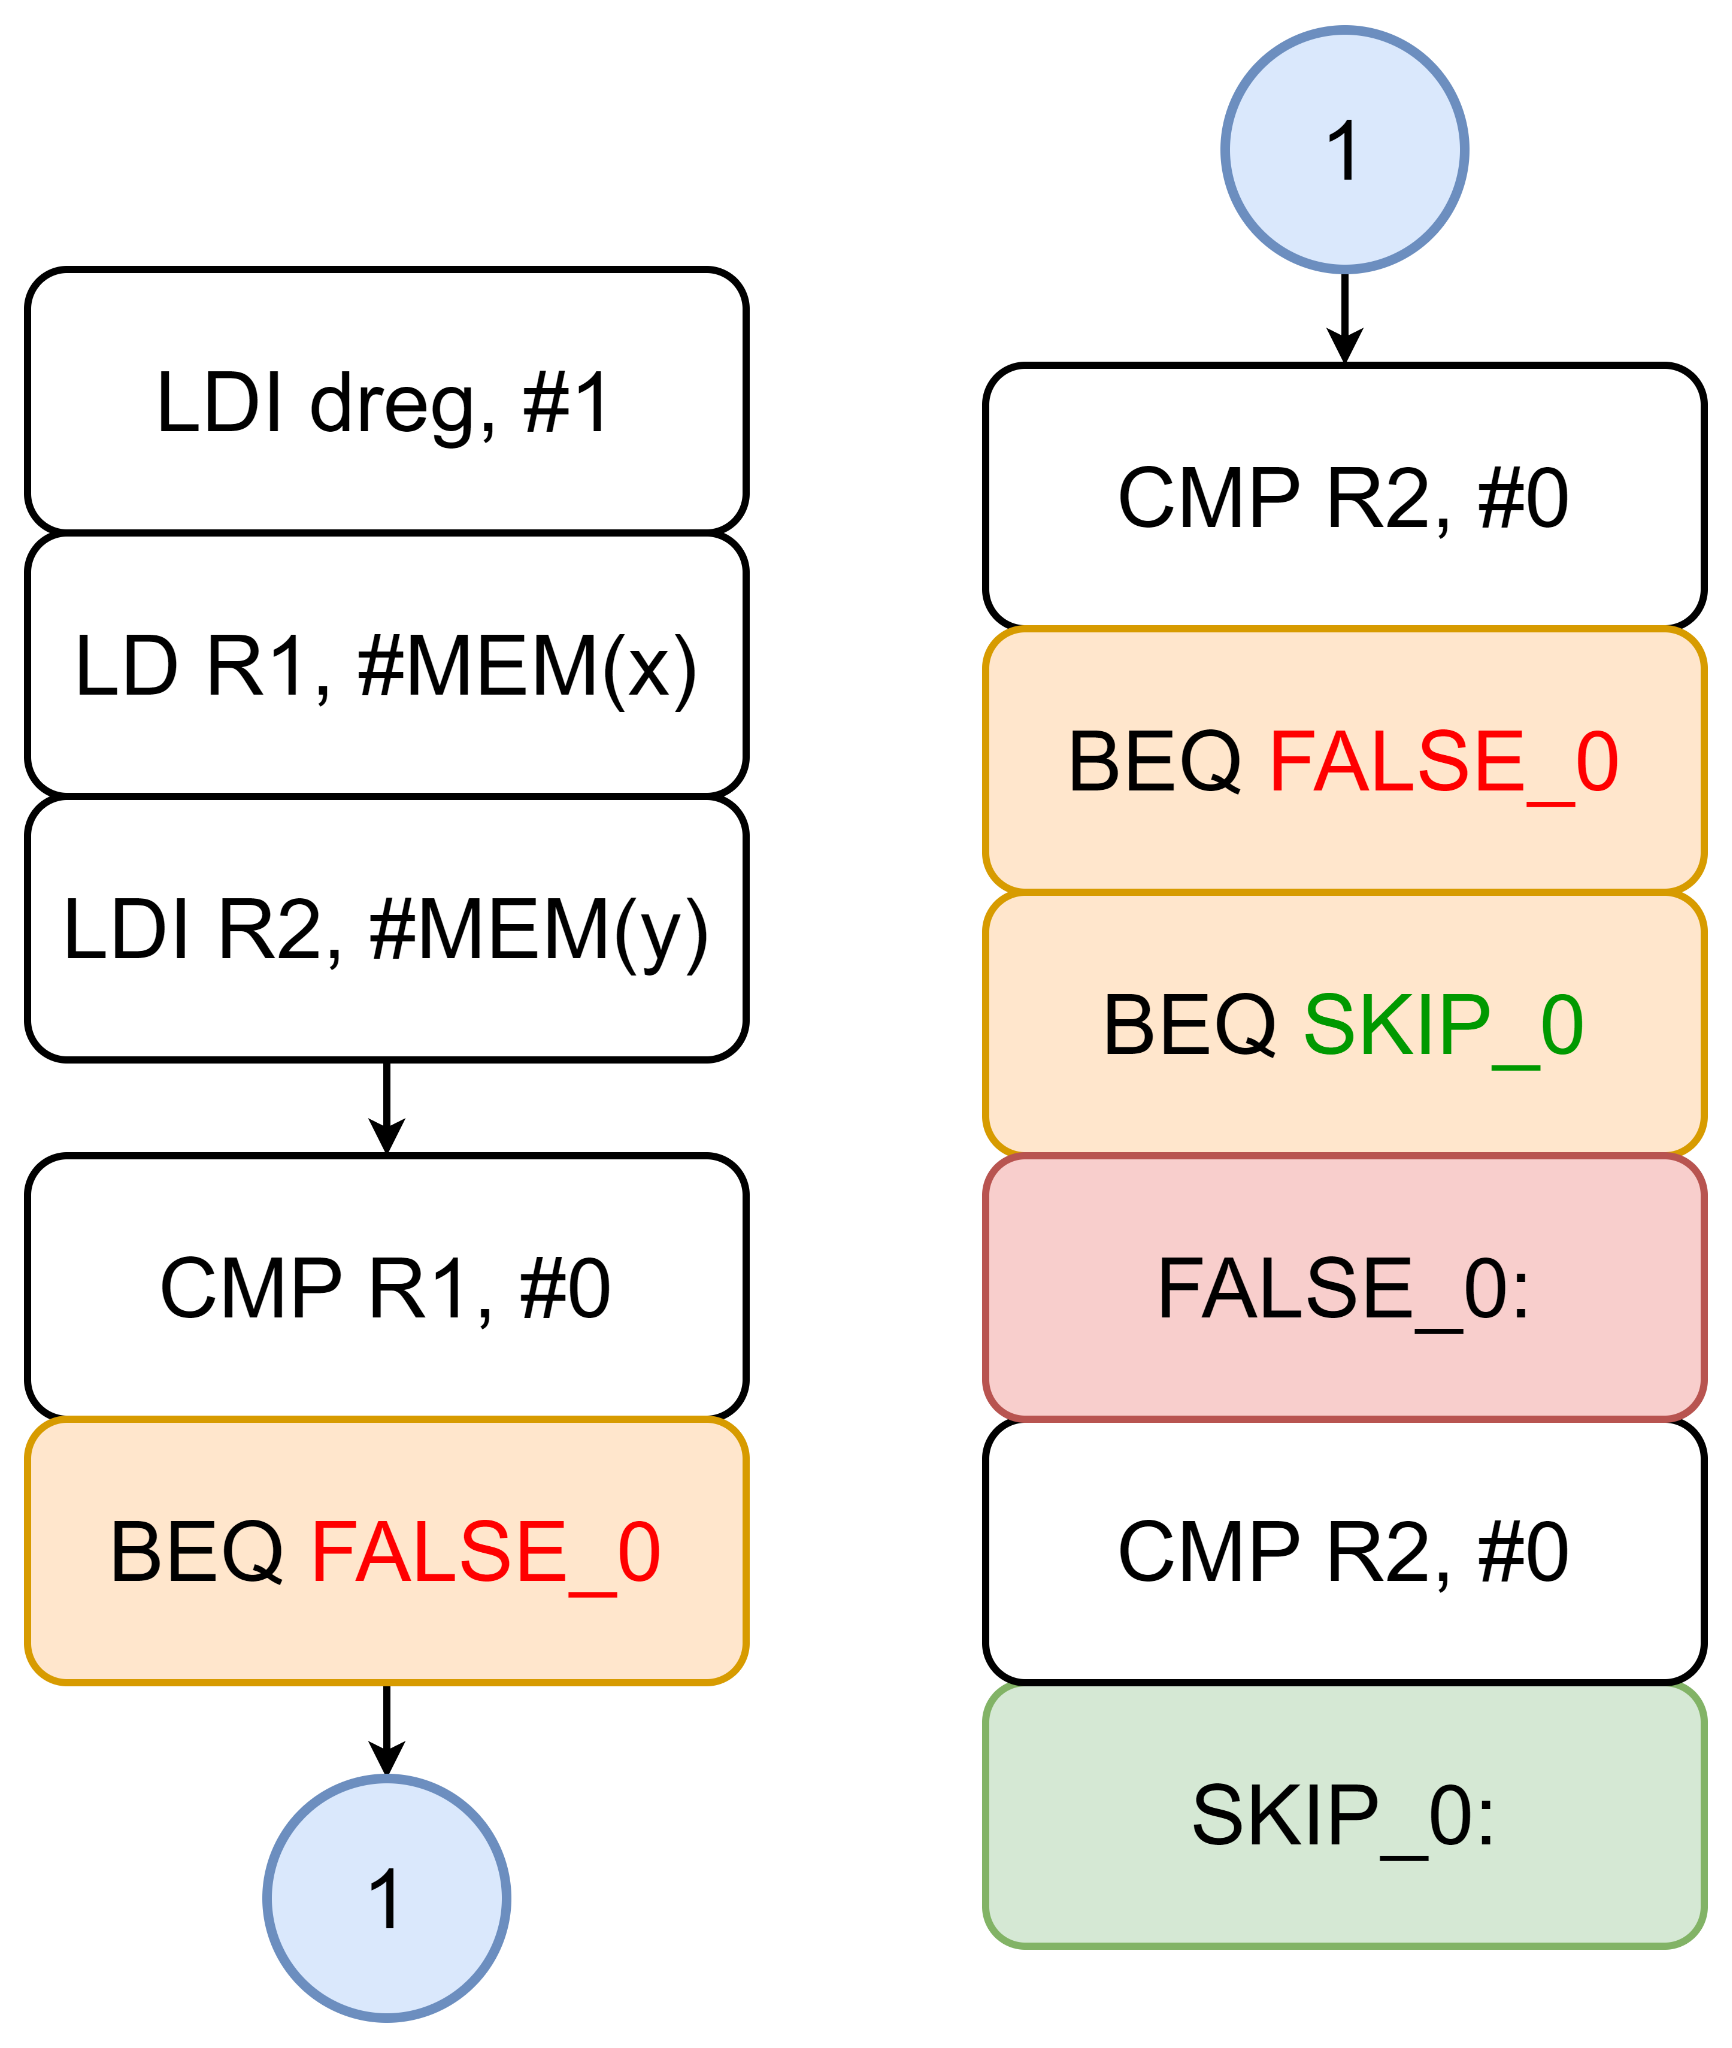 LDI dreg, #1
LD R1, #MEM(x)
LDI R2, #MEM(y)
CMP R1, #0
BEQ FALSE_0
1
1
CMP R2, #0
BEQ FALSE_0
BEQ SKIP_0
FALSE_0:
CMP R2, #0
SKIP_0: